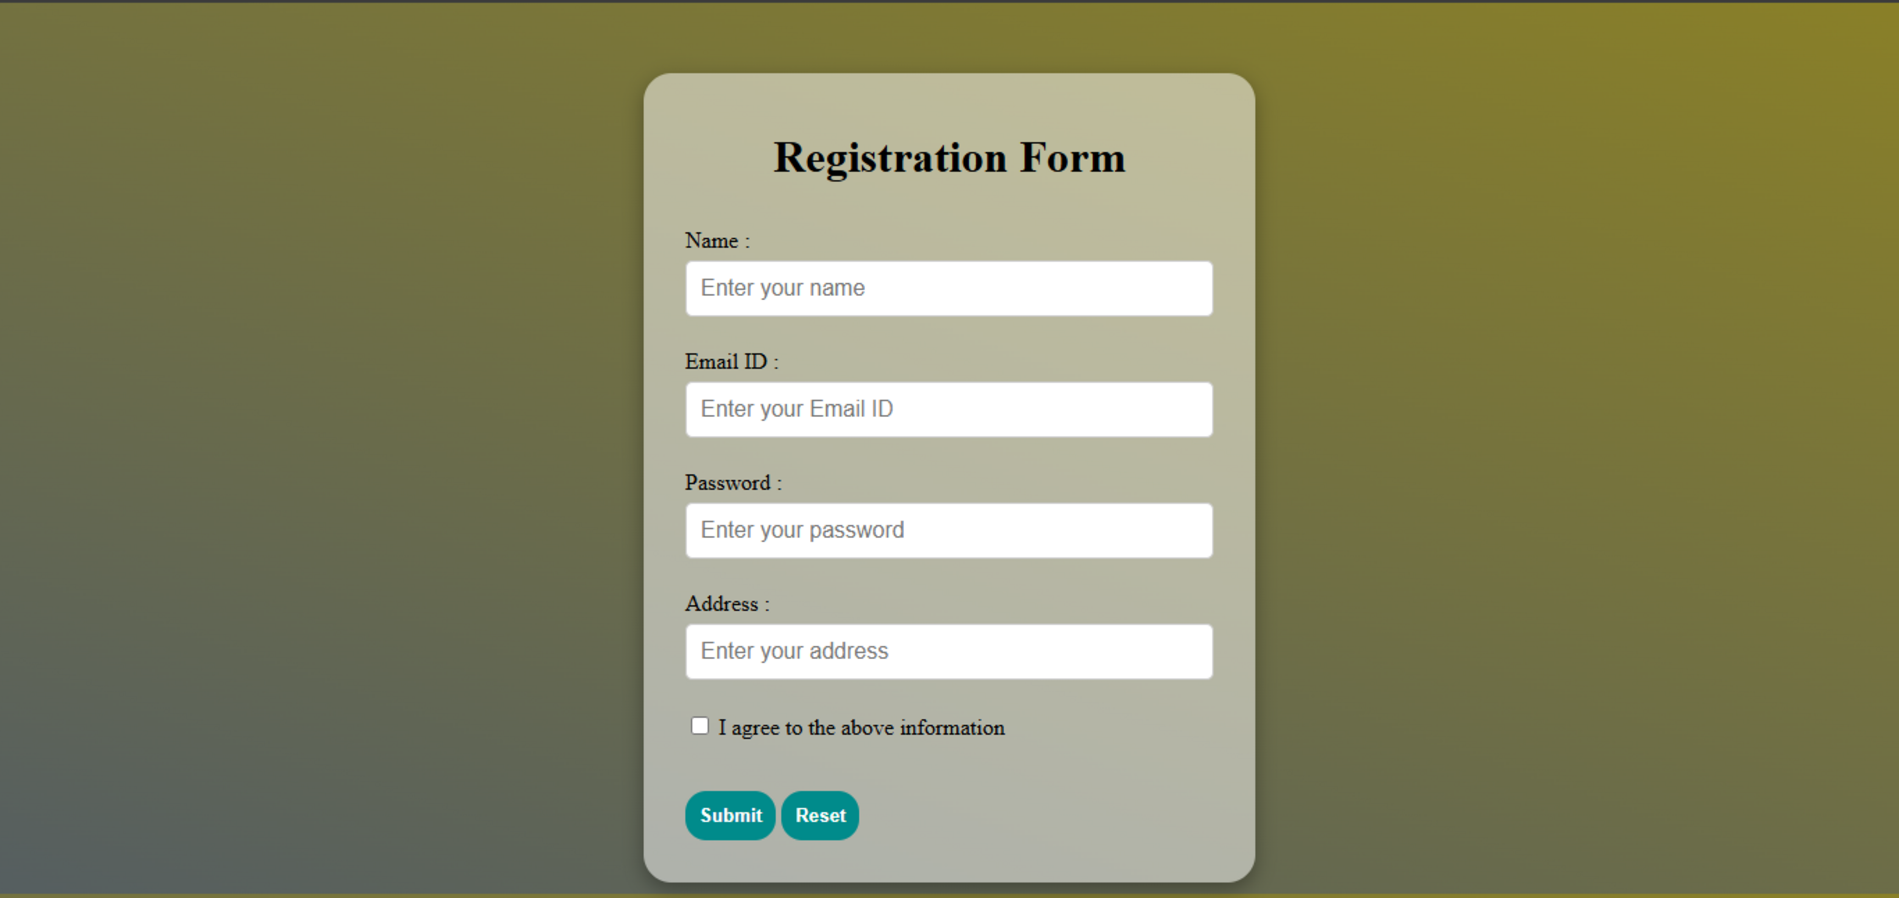 Registration Form
Name :
Enter your name
Email ID :
Enter your Email ID
Password :
Enter your password
Address :
Enter your address
I agree to the above information
Submit Reset